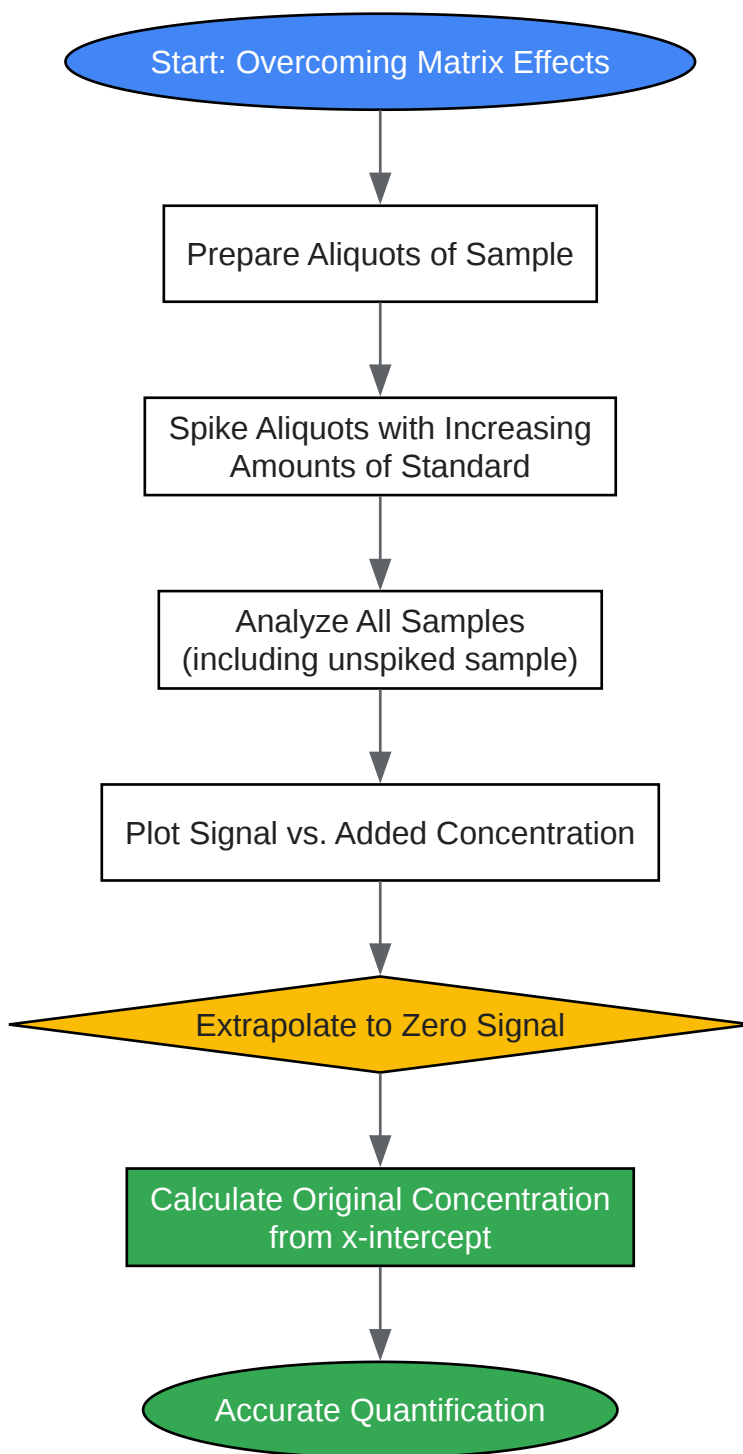 Start: Overcoming Matrix Effects
Prepare Aliquots of Sample
Spike Aliquots with Increasing
Amounts of Standard
Analyze All Samples
(including unspiked sample)
Plot Signal vs. Added Concentration
Extrapolate to Zero Signal
Calculate Original Concentration
from x-intercept
Accurate Quantification